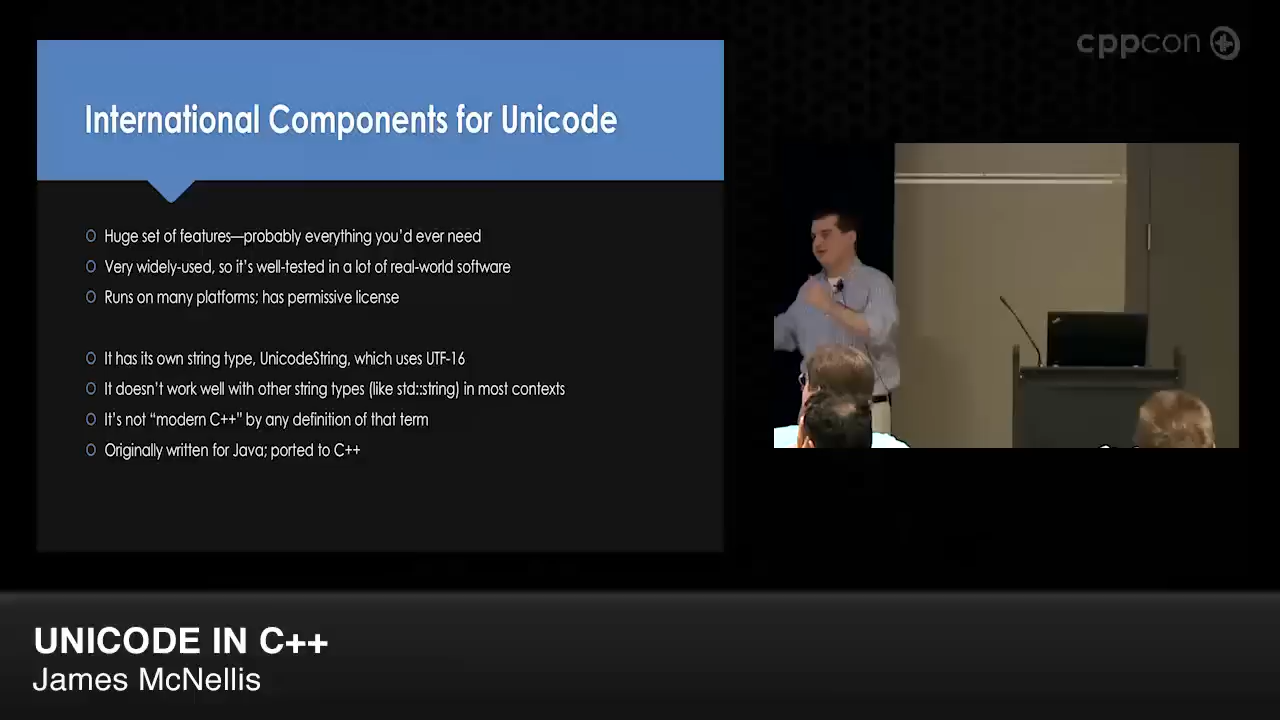 cppcon
International Components for Unicode
Huge set of features—probably everything you'd ever need
Very widely-used, so it's well-tested in a lot of real-world software
Runs on many platforms; has permissive license
It has its own string type, UnicodeString, which uses UTF-16
It doesn't work well with other string types (like std::string) in most contexts
It's not “modern C++” by any definition of that term
Originally written for Java; ported to C++
UNICODE IN C++
James McNellis